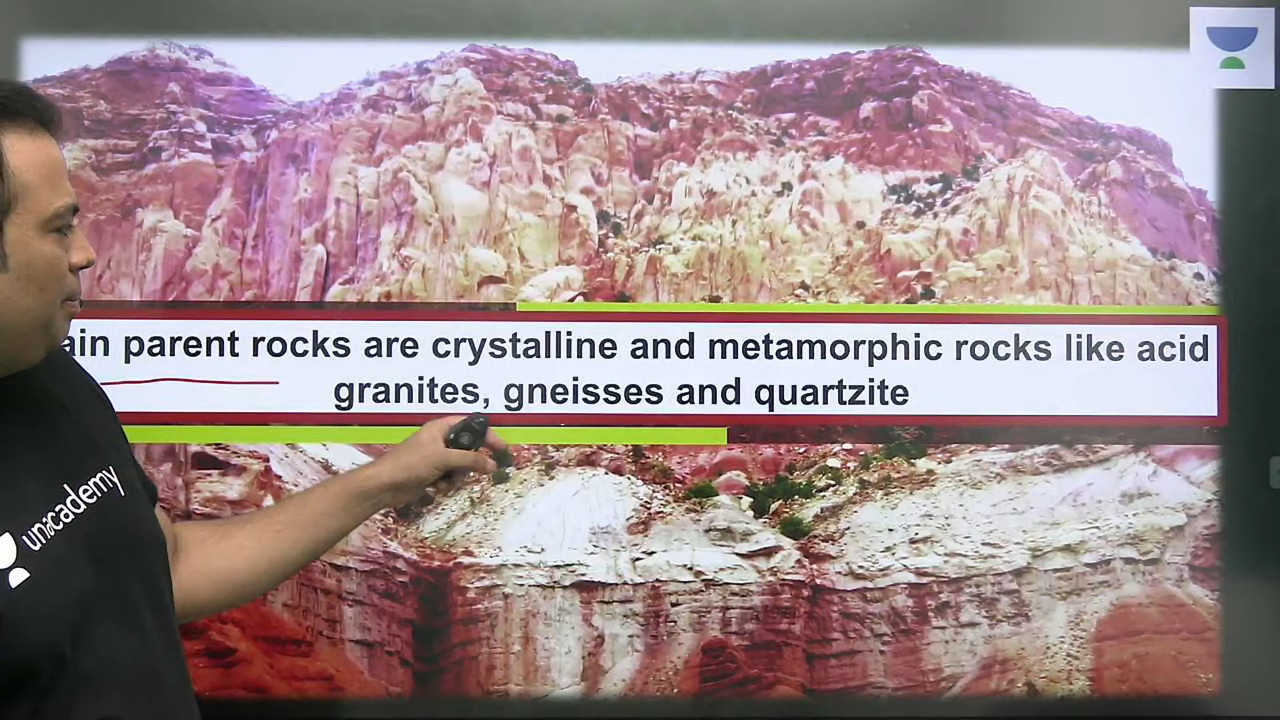 ain parent rocks are crystalline and metamorphic rocks like acid
granites, gneisses and quartzite
unacademy